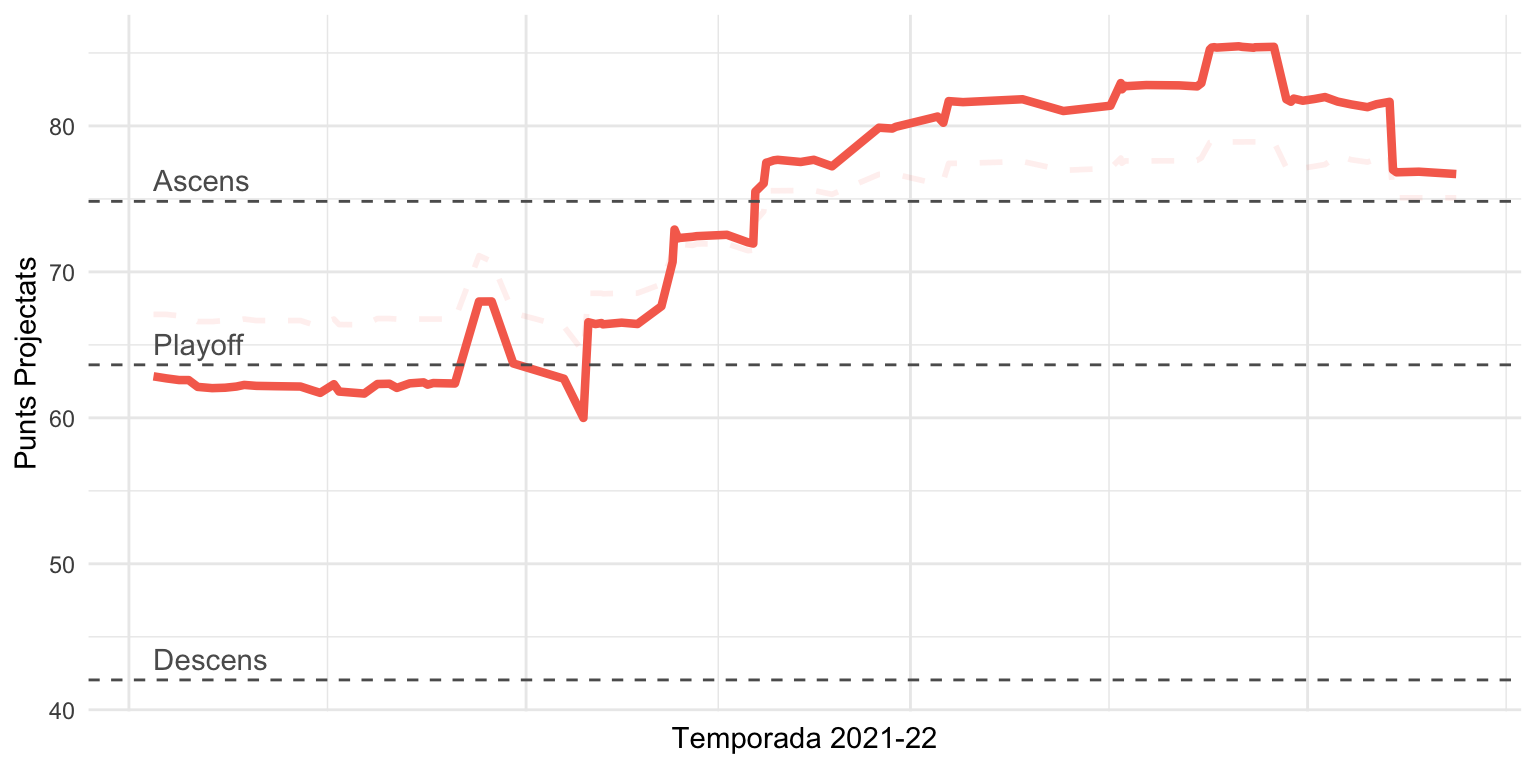 80
Ascens
70
Playoff
60
50
Descens
40
Punts Projectats
Temporada 2021-22